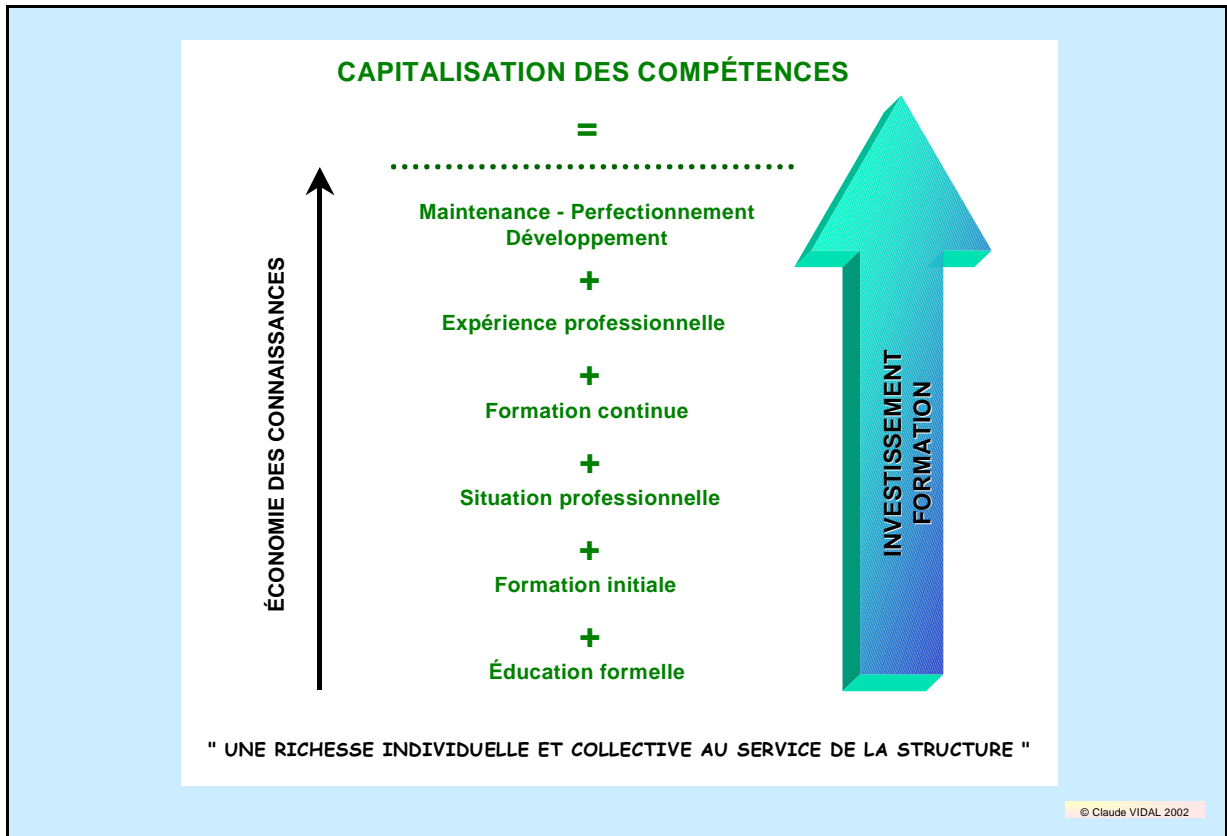 CAPITALISATION DES COMPÉTENCES
=
Maintenance - Perfectionnement
Développement
+
Expérience professionnelle
+
Formation continue
+
Situation professionnelle
+
Formation initiale
+
Éducation formelle
ÉCONOMIE DES CONNAISSANCES
INVESTISSEMENT
FORMATION
" UNE RICHESSE INDIVIDUELLE ET COLLECTIVE AU SERVICE DE LA STRUCTURE "
© Claude VIDAL 2002